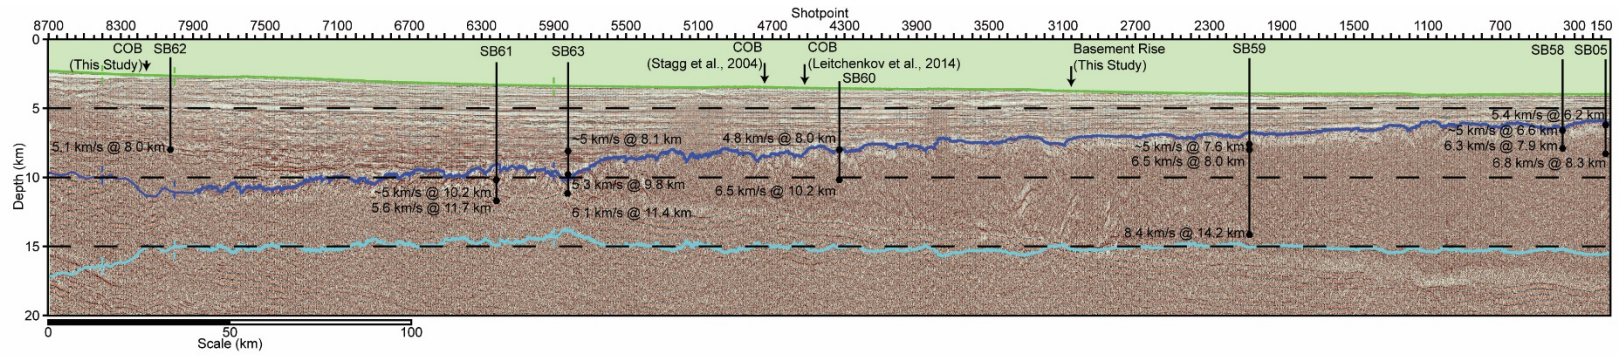 Shotpoint
8700 8300 7900 7500 7100 6700 6300 5900 5500 5100 4700 4300 3900 3500 3100 2700 2300 1900 1500 1100 700 300 150
COB SB62 SB61 SB63 COB COB Basement Rise SB59 SB58 SB05
(This Study) (Stagg et al., 2004) (Leitchenkov et al., 2014) (This Study)
SB60
0
5
10
15
20
Depth (km)
5.1 km/s @ 8.0 km
~5 km/s @ 10.2 km
5.6 km/s @ 11.7 km
~5 km/s @ 8.1 km
5.3 km/s @ 9.8 km
6.1 km/s @ 11.4 km
4.8 km/s @ 8.0 km
6.5 km/s @ 10.2 km
~5 km/s @ 7.6 km
6.5 km/s @ 8.0 km
8.4 km/s @ 14.2 km
5.4 km/s @ 6.2 km
~5 km/s @ 6.6 km
6.3 km/s @ 7.9 km
6.8 km/s @ 8.3 km
0 50 100
Scale (km)